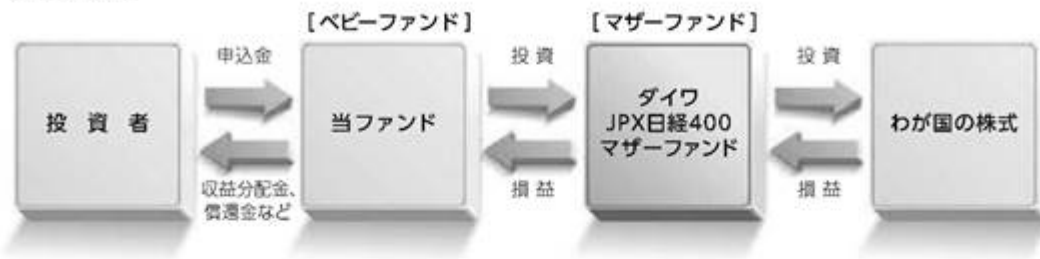 [ベビーファンド]
[マザーファンド]
申込金
投資
投資
投資者
当ファンド
ダイワ
JPX日経400
マザーファンド
わが国の株式
収益分配金、
償還金など
損益
損益